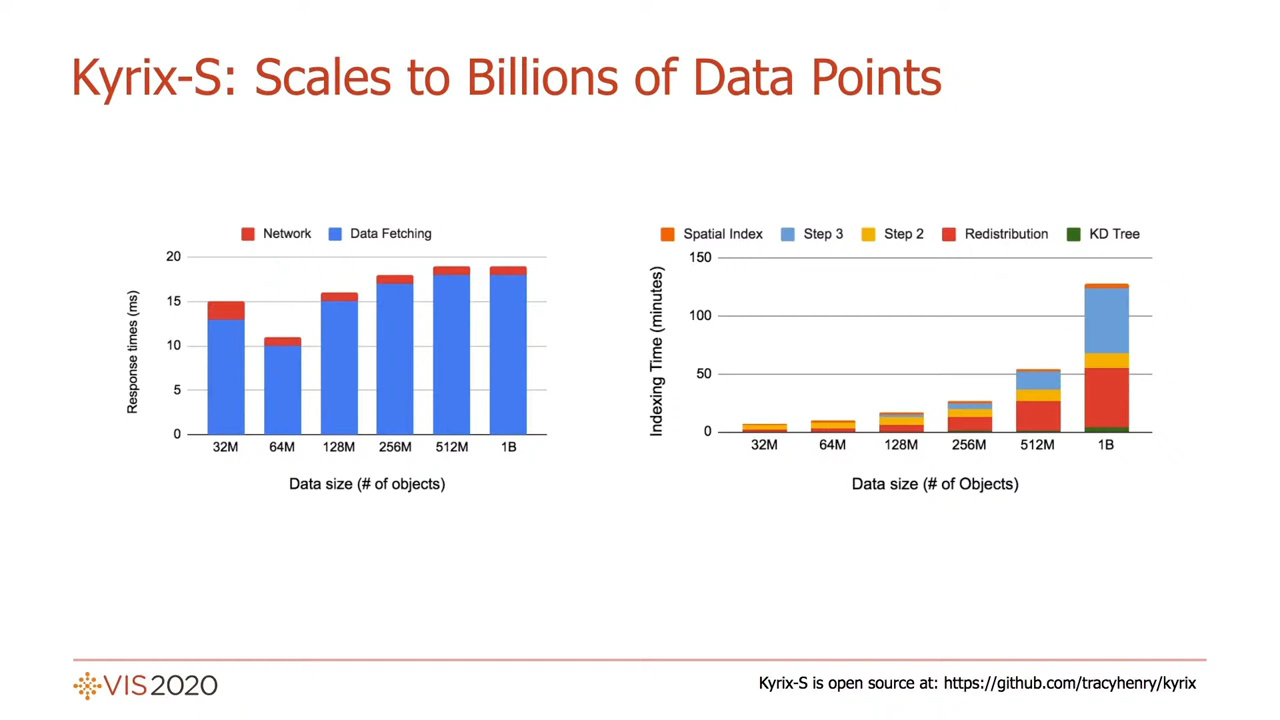 Kyrix-S: Scales to Billions of Data Points
Network Data Fetching
20
15
10
5
0
Response times (ms)
32M 64M 128M 256M 512M 1B
Data size (# of objects)
Spatial Index Step 3 Step 2 Redistribution KD Tree
150
100
50
0
Indexing Time (minutes)
32M 64M 128M 256M 512M 1B
Data size (# of Objects)
VIS2020
Kyrix-S is open source at: https://github.com/tracyhenry/kyrix